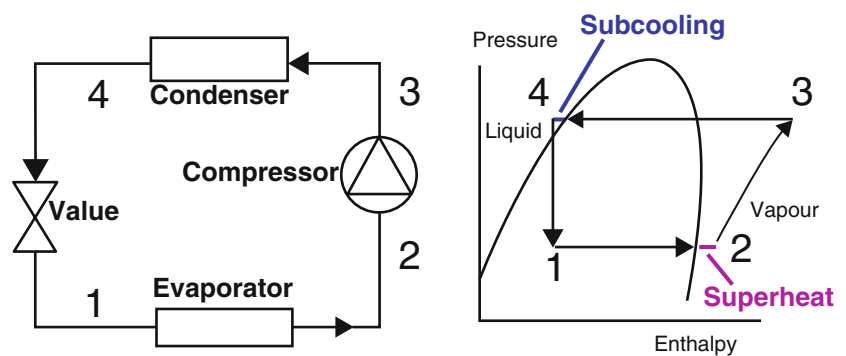 4
Condenser
3
Compressor
Value
2
1
Evaporator
Subcooling
Pressure
4
3
Liquid
Vapour
1
2
Superheat
Enthalpy